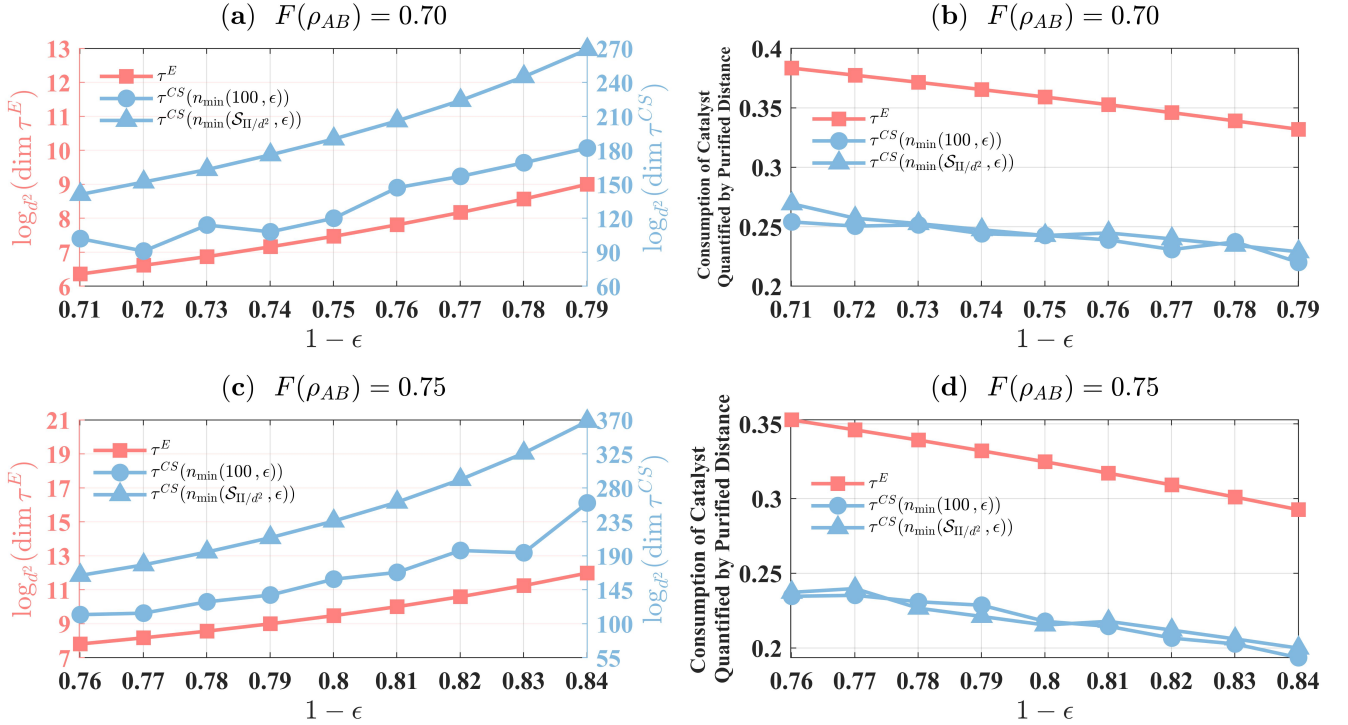 (a) F(ρ_AB) = 0.70
log_{d²}(dim τ^E)
13
12
11
10
9
8
7
6
τ^E
τ^CS(n_min(100, ϵ))
τ^CS(n_min(S_{𝕀/d²}, ϵ))
270
240
210
180
150
120
90
60
log_{d²}(dim τ^CS)
0.71 0.72 0.73 0.74 0.75 0.76 0.77 0.78 0.79
1 − ϵ
(b) F(ρ_AB) = 0.70
Consumption of Catalyst
Quantified by Purified Distance
0.4
0.35
0.3
0.25
0.2
τ^E
τ^CS(n_min(100, ϵ))
τ^CS(n_min(S_{𝕀/d²}, ϵ))
0.71 0.72 0.73 0.74 0.75 0.76 0.77 0.78 0.79
1 − ϵ
(c) F(ρ_AB) = 0.75
log_{d²}(dim τ^E)
21
19
17
15
13
11
9
7
τ^E
τ^CS(n_min(100, ϵ))
τ^CS(n_min(S_{𝕀/d²}, ϵ))
370
325
280
235
190
145
100
55
log_{d²}(dim τ^CS)
0.76 0.77 0.78 0.79 0.8 0.81 0.82 0.83 0.84
1 − ϵ
(d) F(ρ_AB) = 0.75
Consumption of Catalyst
Quantified by Purified Distance
0.35
0.3
0.25
0.2
τ^E
τ^CS(n_min(100, ϵ))
τ^CS(n_min(S_{𝕀/d²}, ϵ))
0.76 0.77 0.78 0.79 0.8 0.81 0.82 0.83 0.84
1 − ϵ